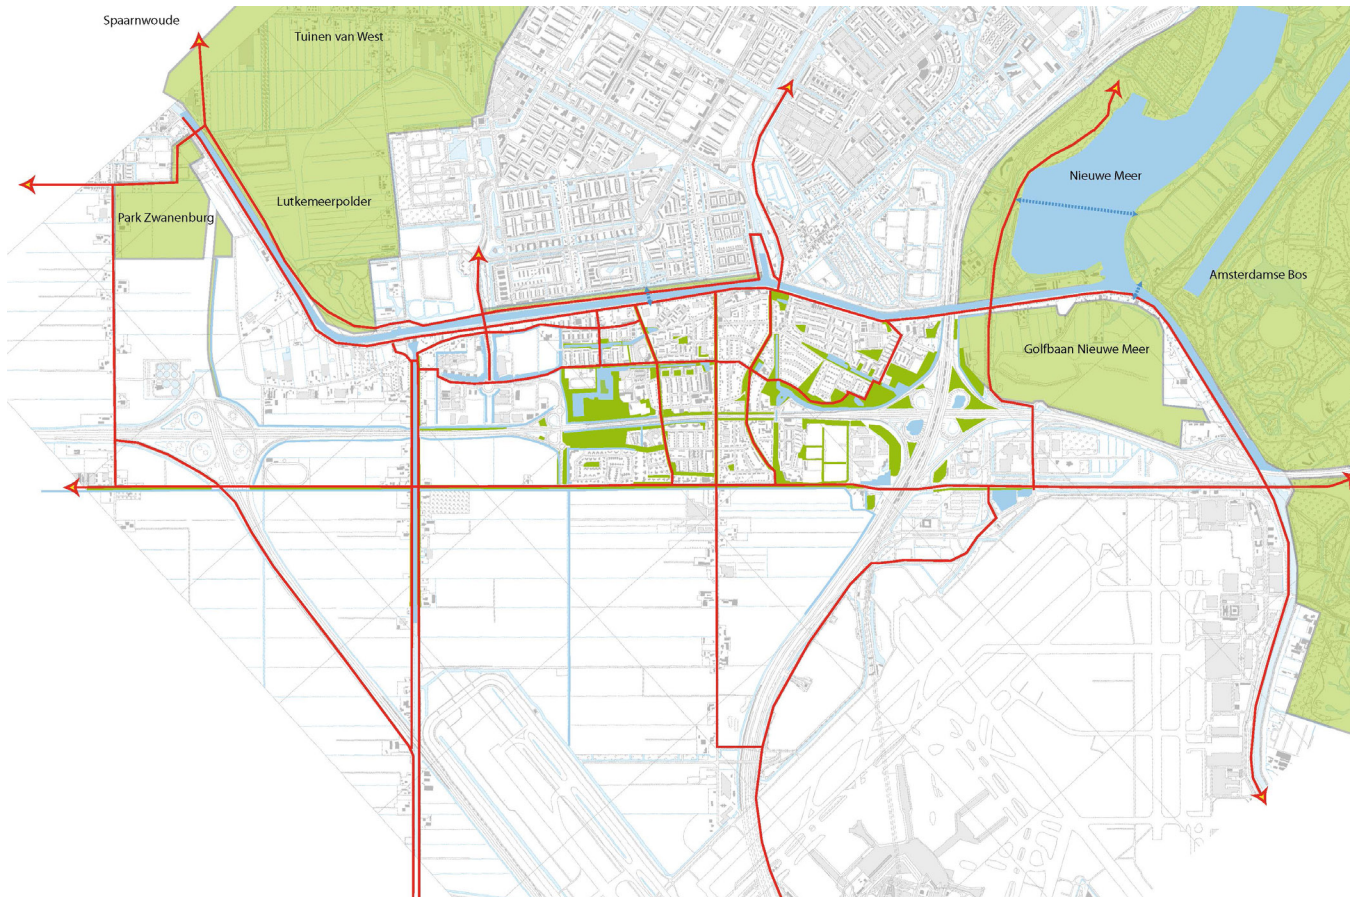 Spaarnwoude
Tuinen van West
Nieuwe Meer
Lutkemeerpolder
Park Zwanenburg
Amsterdamse Bos
Golfbaan Nieuwe Meer